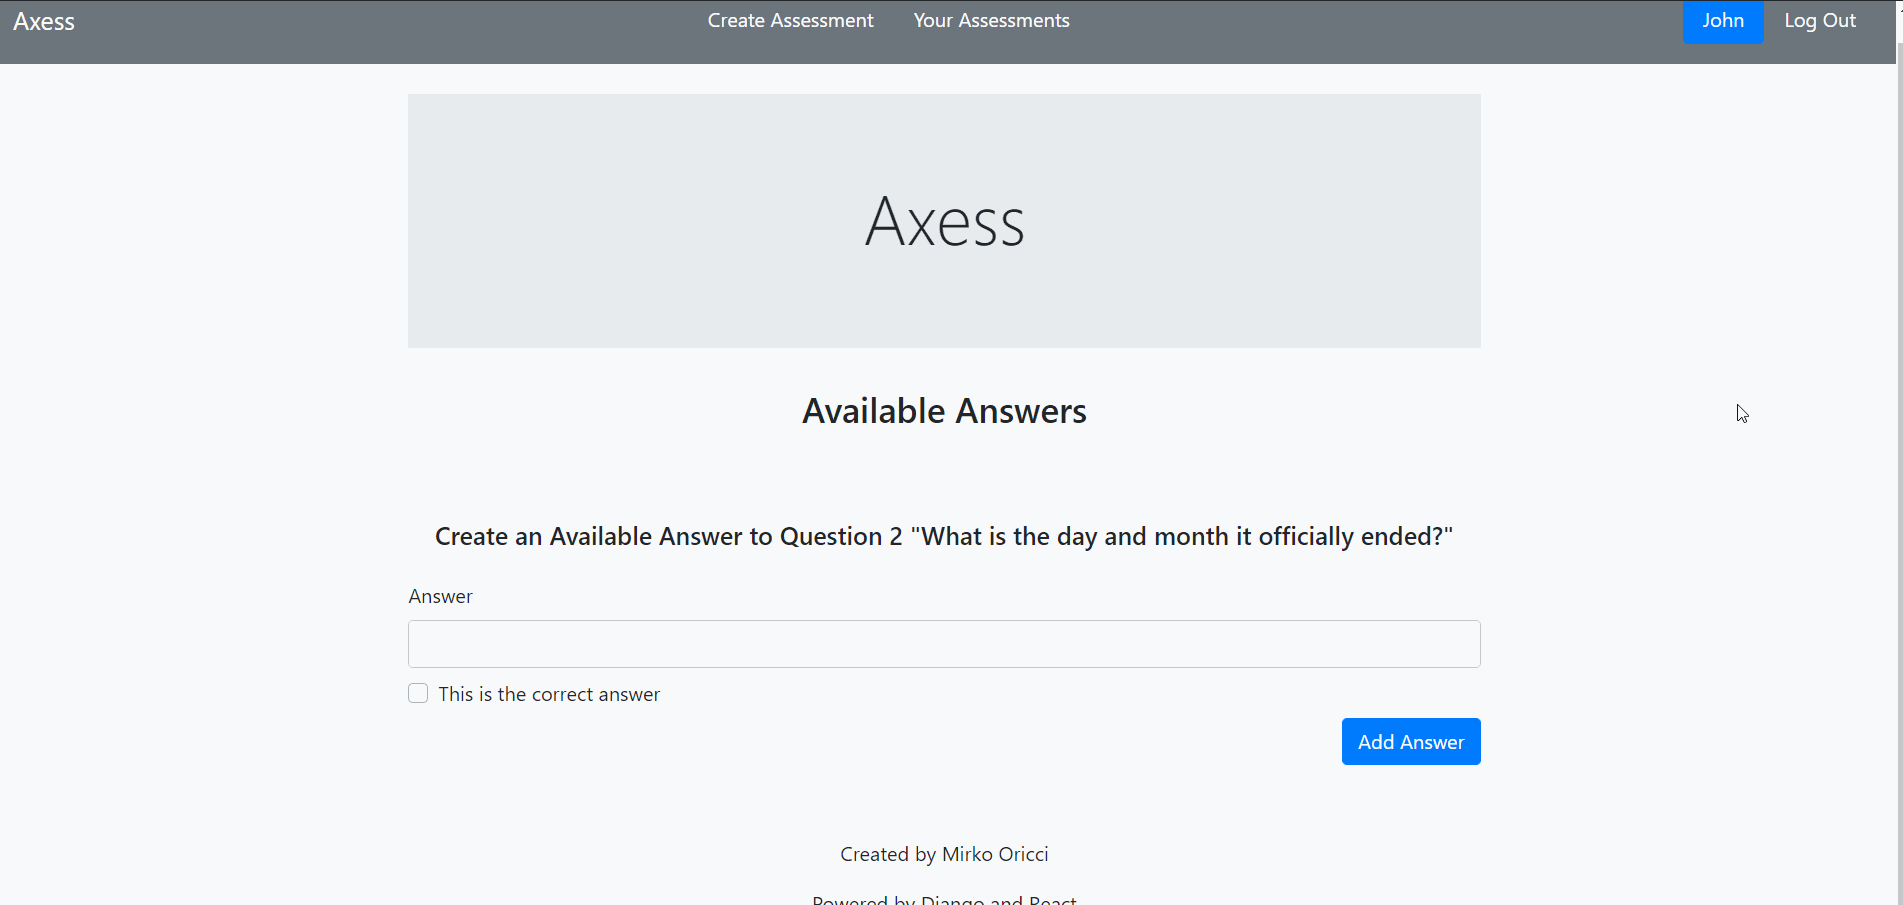 Axess
Create Assessment
Your Assessments
John
Log Out
Axess
Available Answers
Create an Available Answer to Question 2 "What is the day and month it officially ended?"
Answer
This is the correct answer
Add Answer
Created by Mirko Oricci
Powered by Django and React